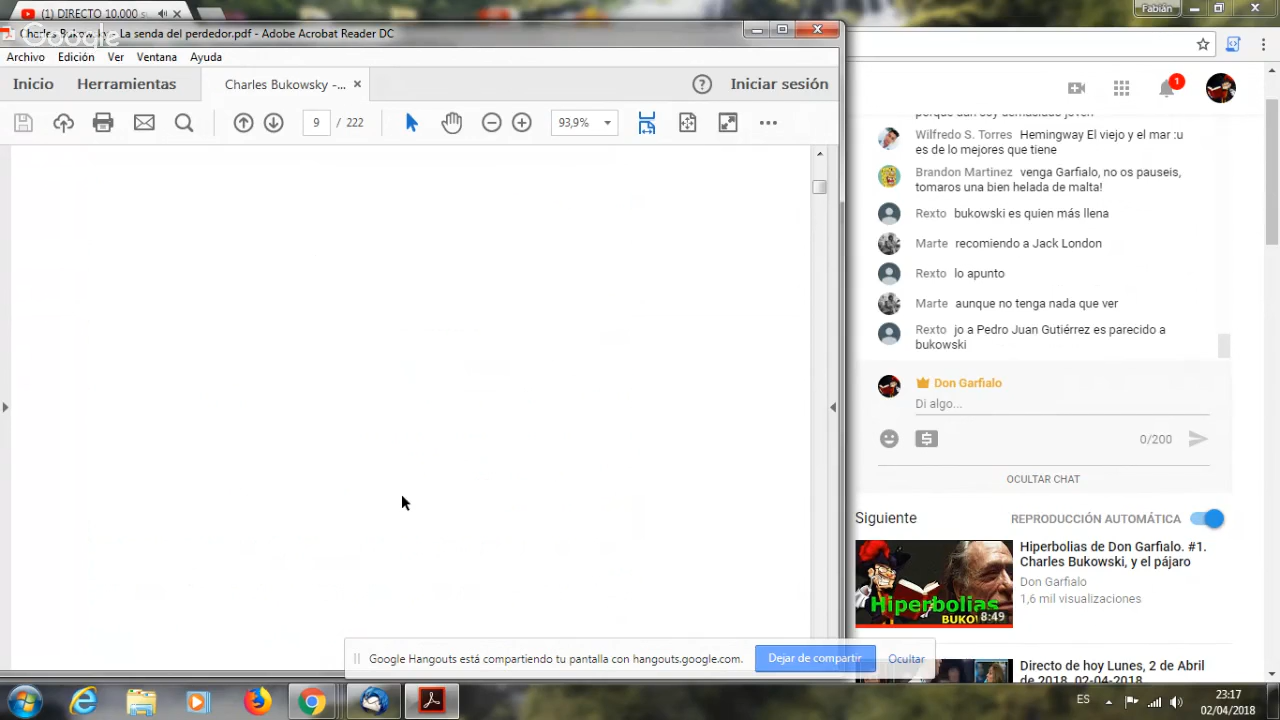 (1) DIRECTO 10.000 s
Fabián
Google
Charles Bukowsky - La senda del perdedor.pdf - Adobe Acrobat Reader DC
Archivo Edición Ver Ventana Ayuda
Inicio Herramientas Charles Bukowsky -... Iniciar sesión
9 / 222 93,9%
1
Wilfredo S. Torres Hemingway El viejo y el mar :u
es de lo mejores que tiene
Brandon Martinez venga Garfialo, no os pauseis,
tomaros una bien helada de malta!
Rexto bukowski es quien más llena
Marte recomiendo a Jack London
Rexto lo apunto
Marte aunque no tenga nada que ver
Rexto jo a Pedro Juan Gutiérrez es parecido a
bukowski
Don Garfialo
Di algo...
0/200
OCULTAR CHAT
Siguiente REPRODUCCIÓN AUTOMÁTICA
Hiperbolias de Don Garfialo. #1.
Charles Bukowski, y el pájaro
Don Garfialo
1,6 mil visualizaciones
Hiperbolias
BUKO
8:49
Google Hangouts está compartiendo tu pantalla con hangouts.google.com. Dejar de compartir Ocultar
Directo de hoy Lunes, 2 de Abril
de 2018. 02-04-2018
ES
23:17
02/04/2018